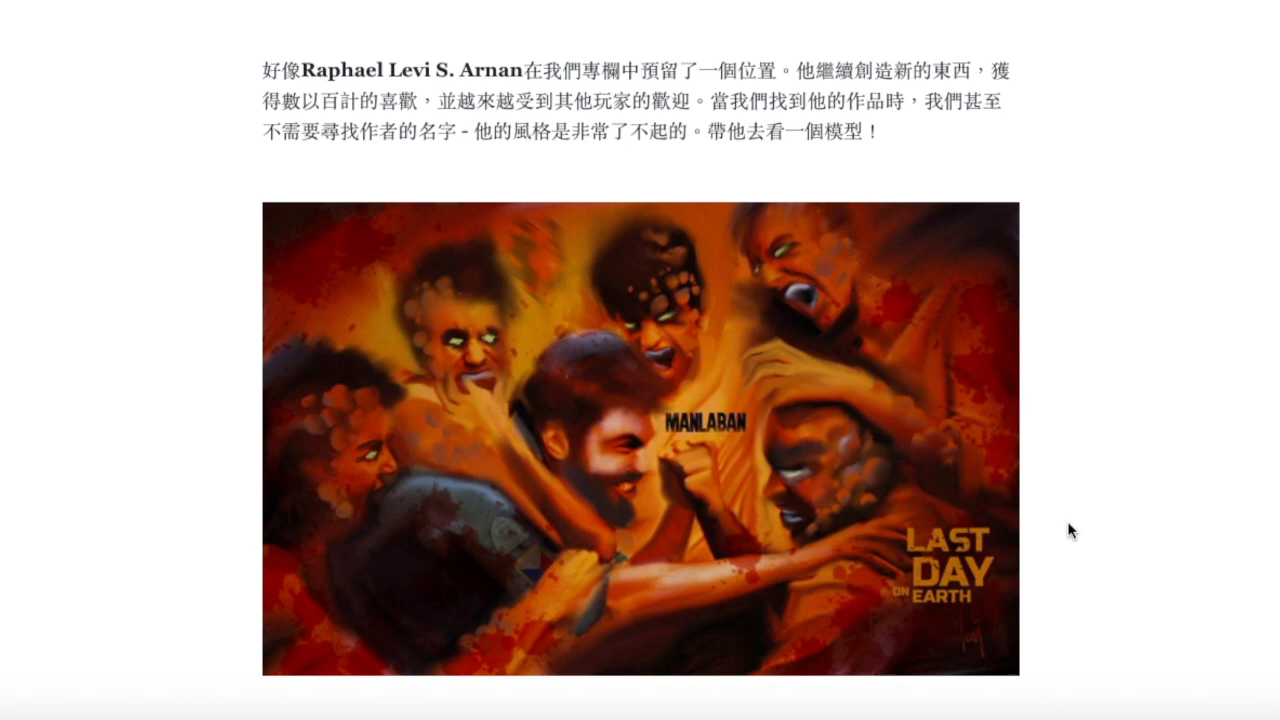 好像Raphael Levi S. Arnan在我們專欄中預留了一個位置。他繼續創造新的東西，獲
得數以百計的喜歡，並越來越受到其他玩家的歡迎。當我們找到他的作品時，我們甚至
不需要尋找作者的名字 - 他的風格是非常了不起的。帶他去看一個模型！
MANLABAN
LAST
DAY
ON EARTH